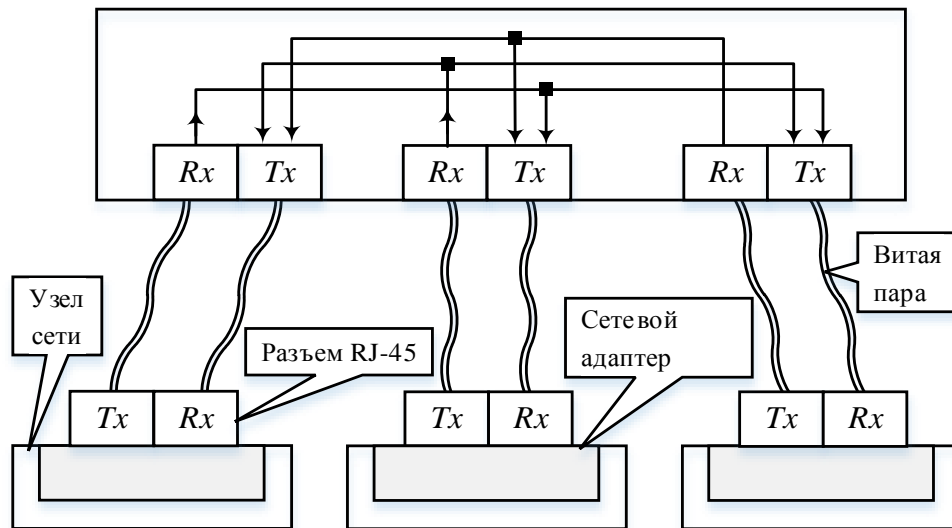 Rx Tx Rx Tx Rx Tx
Витая
пара
Узел
сети
Сетевой
адаптер
Разъем RJ-45
Tx Rx Tx Rx Tx Rx